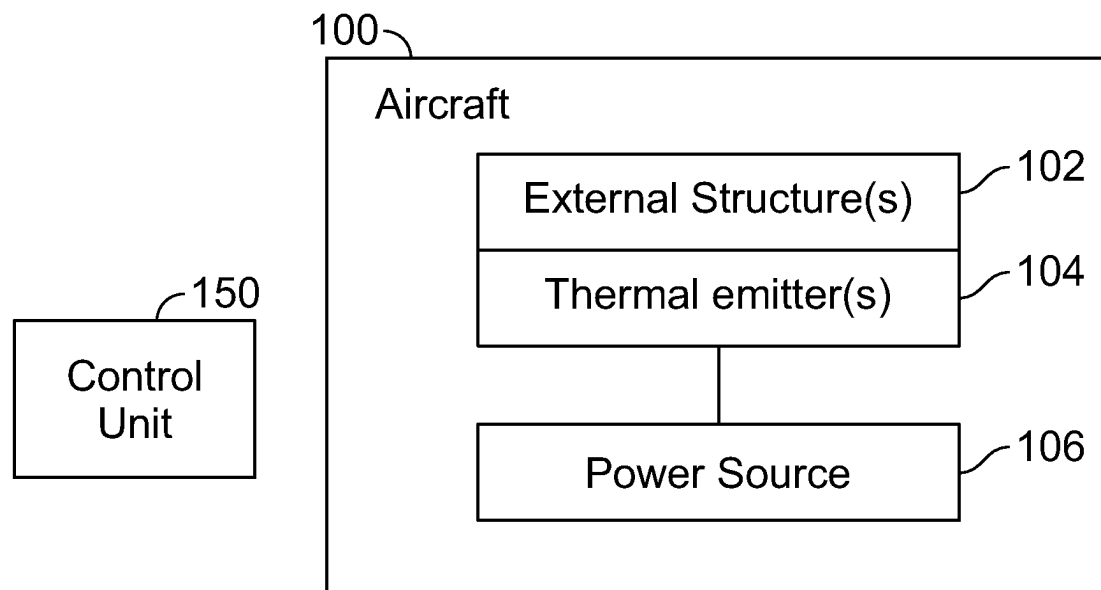 100
Aircraft
102
External Structure(s)
104
Thermal emitter(s)
150
Control
Unit
106
Power Source